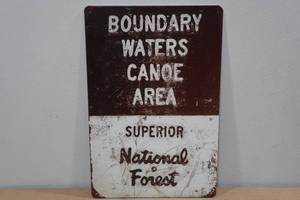 BOUNDARY
WATERS
CANOE
AREA
SUPERIOR
National
Forest